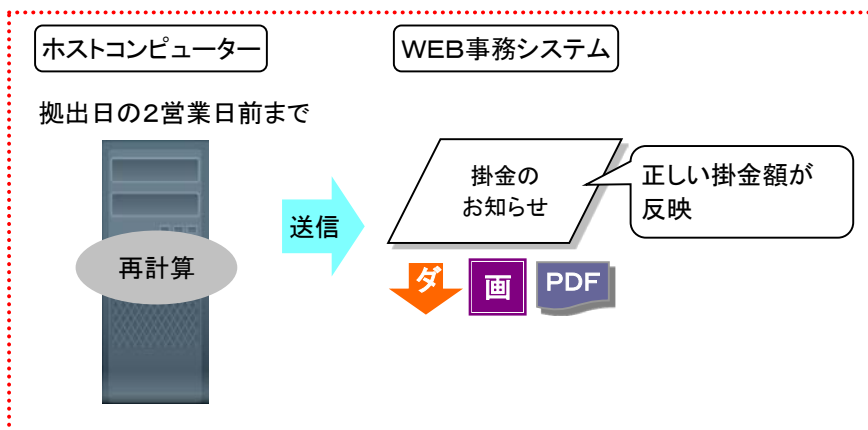 ホストコンピューター
WEB事務システム
拠出日の2営業日前まで
掛金の
お知らせ
正しい掛金額が
反映
送信
再計算
ダ
画
PDF